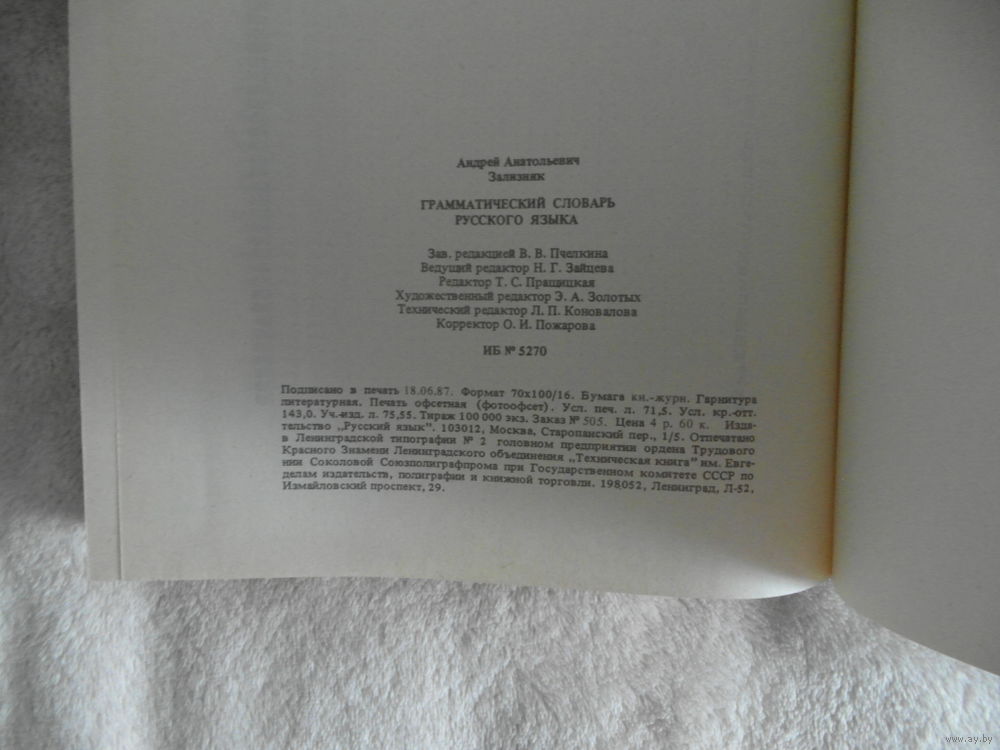 Андрей Анатольевич
Зализняк
ГРАММАТИЧЕСКИЙ СЛОВАРЬ
РУССКОГО ЯЗЫКА
Зав. редакцией В. В. Пчелкина
Ведущий редактор Н. Г. Зайцева
Редактор Т. С. Пращицкая
Художественный редактор Э. А. Золотых
Технический редактор Л. П. Коновалова
Корректор О. И. Пожарова
ИБ № 5270
Подписано в печать 18.06.87. Формат 70х100/16. Бумага кн.-журн. Гарнитура
литературная. Печать офсетная (фотоофсет). Усл. печ. л. 71,5. Усл. кр.-отт.
143,0. Уч.-изд. л. 75,55. Тираж 100 000 экз. Заказ № 505. Цена 4 р. 60 к. Изда-
тельство „Русский язык". 103012, Москва, Старопанский пер., 1/5. Отпечатано
в Ленинградской типографии № 2 головном предприятии ордена Трудового
Красного Знамени Ленинградского объединения „Техническая книга" им. Евге-
нии Соколовой Союзполиграфпрома при Государственном комитете СССР по
делам издательств, полиграфии и книжной торговли. 198052, Ленинград, Л-52,
Измайловский проспект, 29.
www.ay.by